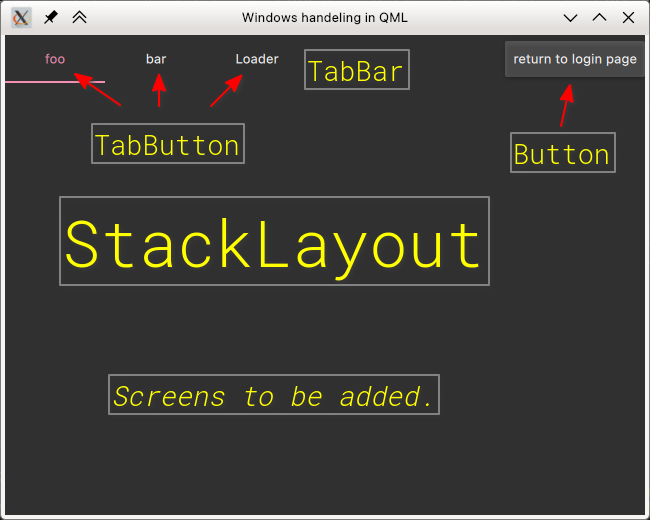 Windows handeling in QML
foo bar Loader TabBar return to login page
TabButton Button
StackLayout
Screens to be added.